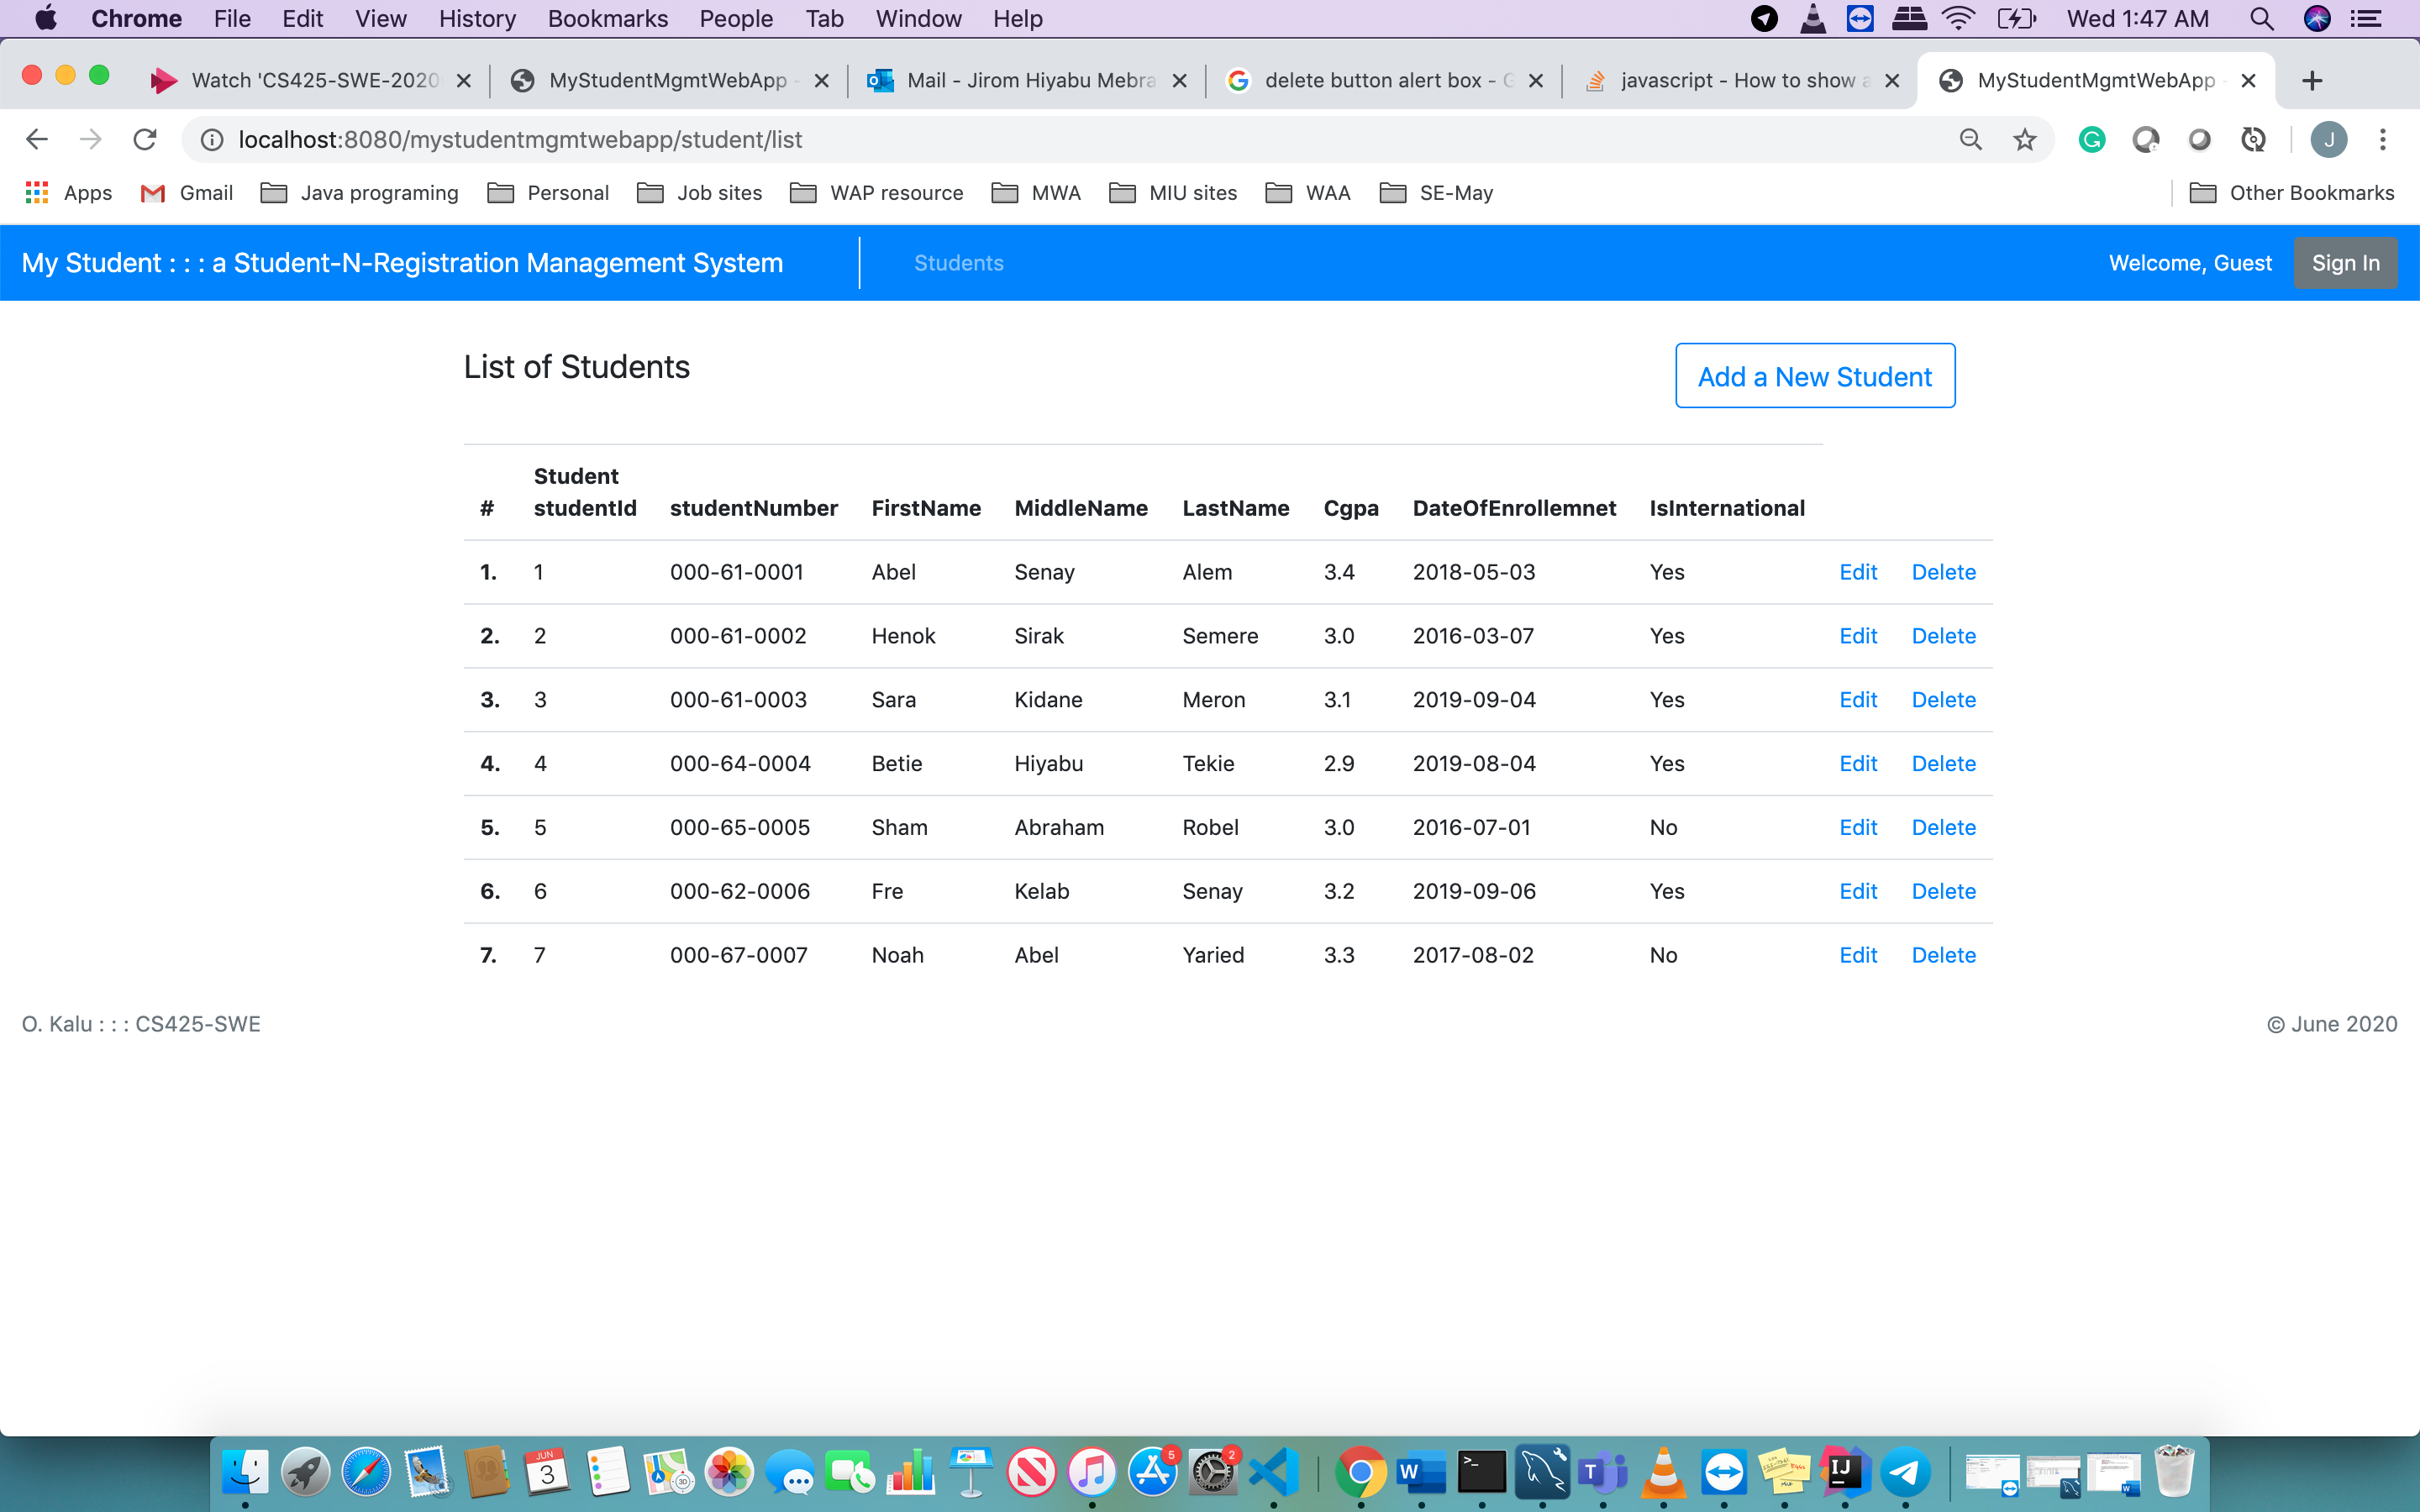 Chrome File Edit View History Bookmarks People Tab Window Help Wed 1:47 AM
Watch 'CS425-SWE-2020 MyStudentMgmtWebApp - Mail - Jirom Hiyabu Mebra delete button alert box - G javascript - How to show a MyStudentMgmtWebApp
localhost:8080/mystudentmgmtwebapp/student/list J
Apps Gmail Java programing Personal Job sites WAP resource MWA MIU sites WAA SE-May Other Bookmarks
My Student : : : a Student-N-Registration Management System Students Welcome, Guest Sign In
List of Students Add a New Student
Student
# studentId studentNumber FirstName MiddleName LastName Cgpa DateOfEnrollemnet IsInternational
1. 1 000-61-0001 Abel Senay Alem 3.4 2018-05-03 Yes Edit Delete
2. 2 000-61-0002 Henok Sirak Semere 3.0 2016-03-07 Yes Edit Delete
3. 3 000-61-0003 Sara Kidane Meron 3.1 2019-09-04 Yes Edit Delete
4. 4 000-64-0004 Betie Hiyabu Tekie 2.9 2019-08-04 Yes Edit Delete
5. 5 000-65-0005 Sham Abraham Robel 3.0 2016-07-01 No Edit Delete
6. 6 000-62-0006 Fre Kelab Senay 3.2 2019-09-06 Yes Edit Delete
7. 7 000-67-0007 Noah Abel Yaried 3.3 2017-08-02 No Edit Delete
O. Kalu : : : CS425-SWE © June 2020
JUN 5 2
3 W >_ T IJ